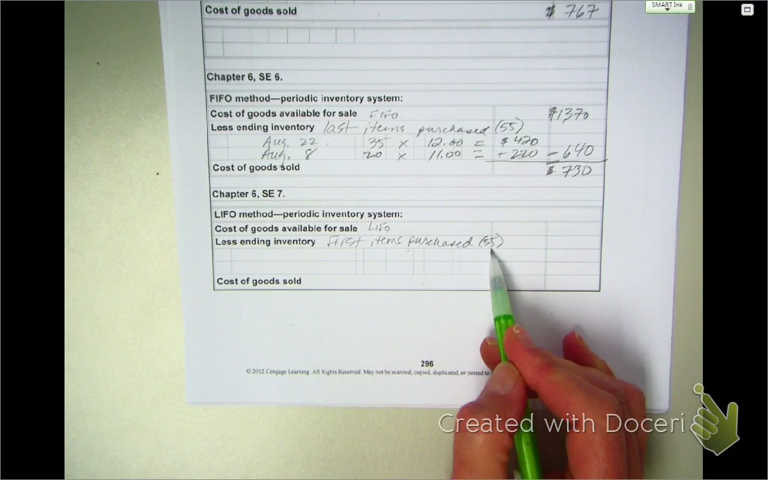 SMART Ink
Cost of goods sold $ 767
Chapter 6, SE 6.
FIFO method—periodic inventory system:
Cost of goods available for sale FIFO $1370
Less ending inventory last items purchased (55)
Aug. 22 35 x 12.00 = $ 420
Aug. 8 20 x 11.00 = + 220 - 640
Cost of goods sold $ 730
Chapter 6, SE 7.
LIFO method—periodic inventory system:
Cost of goods available for sale LIFO
Less ending inventory First items purchased (55)
Cost of goods sold
296
© 2012 Cengage Learning. All Rights Reserved. May not be scanned, copied, duplicated, or posted to
Created with Doceri